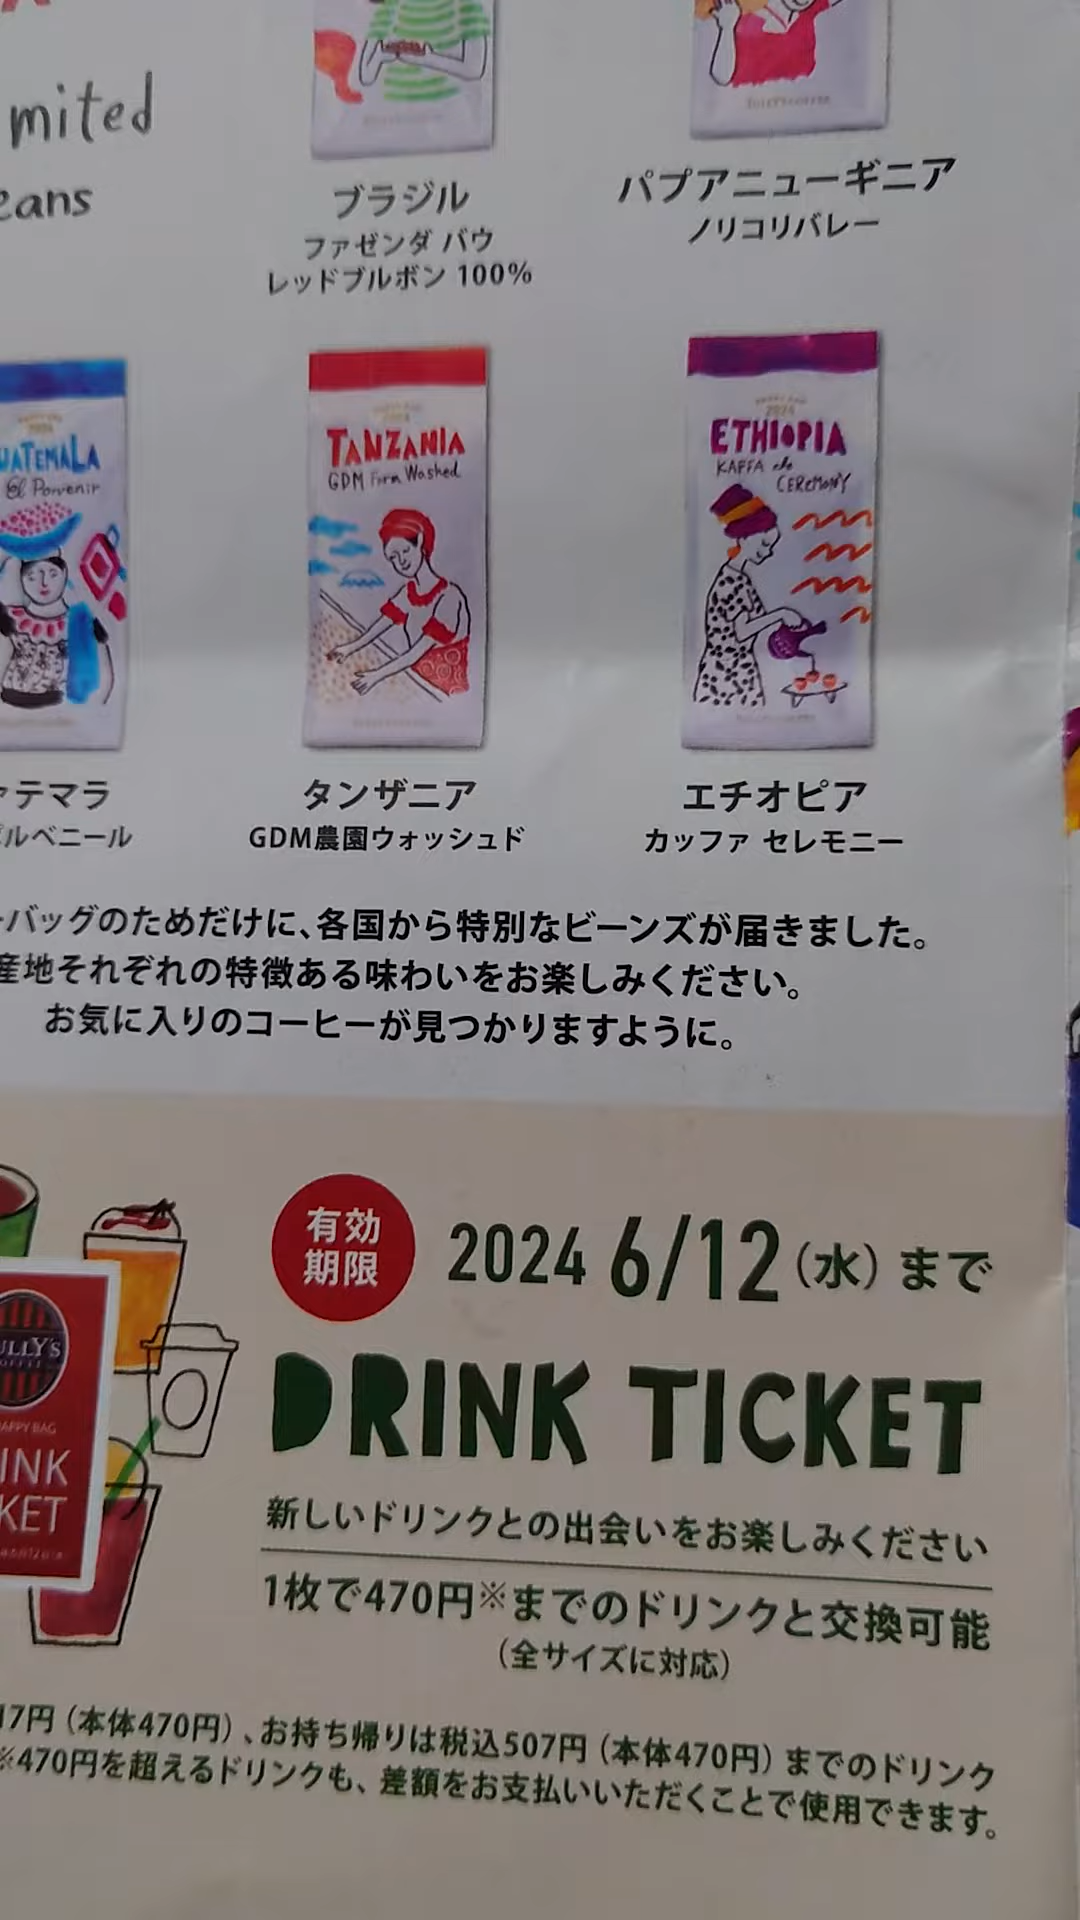 mited
eans
ブラジル
ファゼンダ バウ
レッドブルボン 100%
パプアニューギニア
ノリコリバレー
2024
UATEMALA
El Porvenir
2024
TANZANIA
GDM Farm Washed
2024
ETHIOPIA
KAFFA
CEREMONY
テマラ
ルベニール
タンザニア
GDM農園ウォッシュド
エチオピア
カッファ セレモニー
バッグのためだけに、各国から特別なビーンズが届きました。
産地それぞれの特徴ある味わいをお楽しみください。
お気に入りのコーヒーが見つかりますように。
有効
期限
2024 6/12(水)まで
ULLY'S
APPY BAG
INK
KET
DRINK TICKET
新しいドリンクとの出会いをお楽しみください
1枚で470円※までのドリンクと交換可能
(全サイズに対応)
17円(本体470円)、お持ち帰りは税込507円(本体470円)までのドリンク
※470円を超えるドリンクも、差額をお支払いいただくことで使用できます。